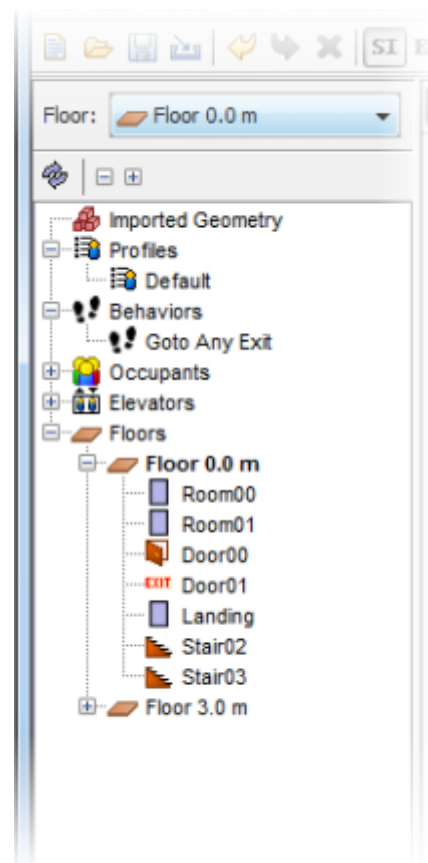 SI
Floor: Floor 0.0 m
Imported Geometry
Profiles
Default
Behaviors
Goto Any Exit
Occupants
Elevators
Floors
Floor 0.0 m
Room00
Room01
Door00
EXIT Door01
Landing
Stair02
Stair03
Floor 3.0 m